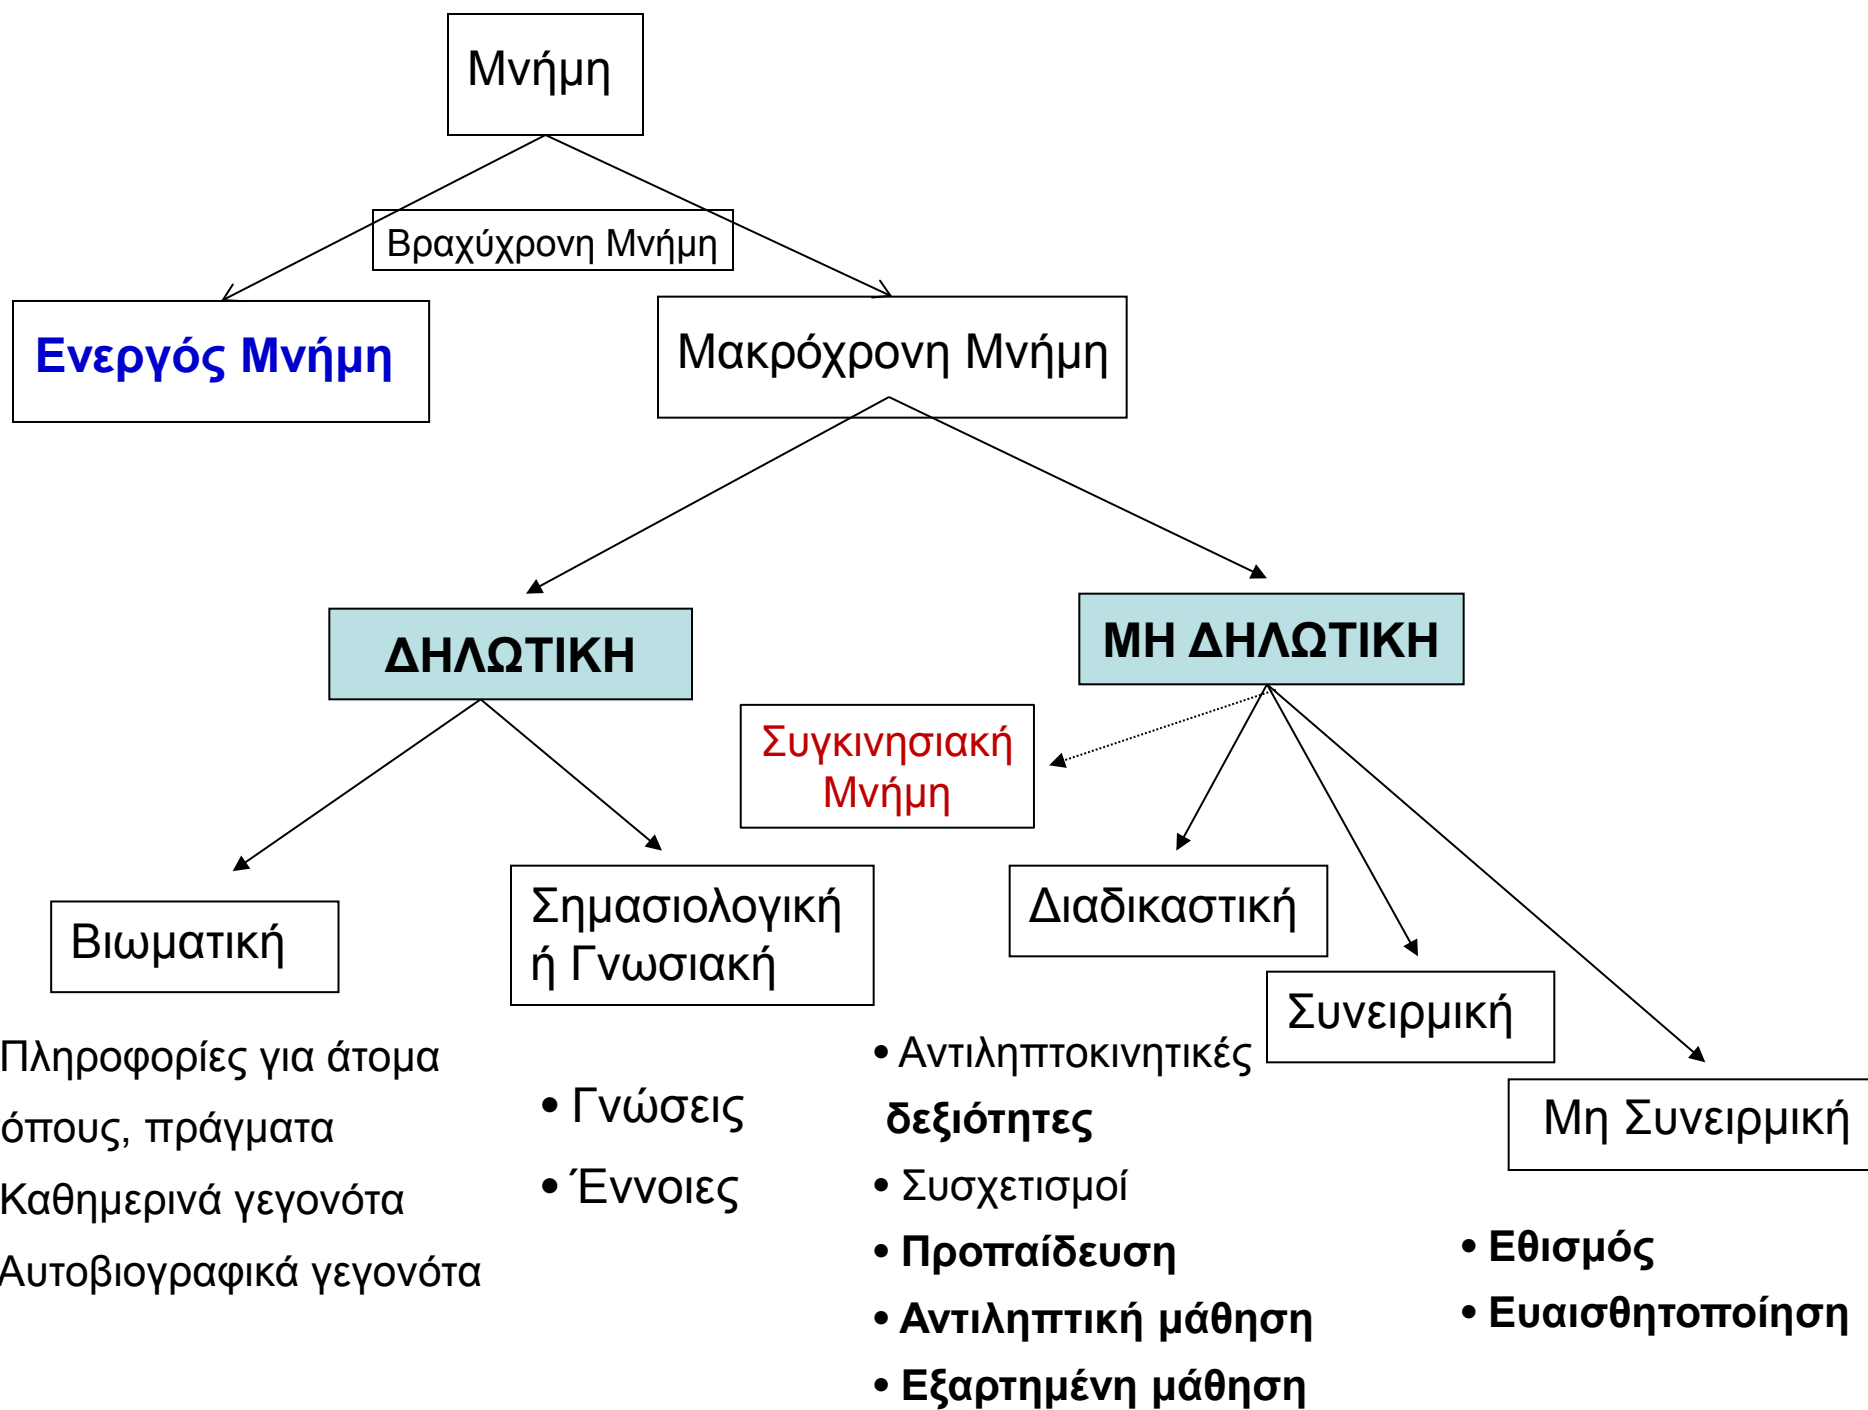 Μνήμη
Βραχύχρονη Μνήμη
Ενεργός Μνήμη
Μακρόχρονη Μνήμη
ΔΗΛΩΤΙΚΗ
ΜΗ ΔΗΛΩΤΙΚΗ
Συγκινησιακή
Μνήμη
Βιωματική
Σημασιολογική
ή Γνωσιακή
Διαδικαστική
Συνειρμική
Μη Συνειρμική
Πληροφορίες για άτομα
όπους, πράγματα
Καθημερινά γεγονότα
Αυτοβιογραφικά γεγονότα
• Γνώσεις
• Έννοιες
• Αντιληπτοκινητικές
δεξιότητες
• Συσχετισμοί
• Προπαίδευση
• Αντιληπτική μάθηση
• Εξαρτημένη μάθηση
• Εθισμός
• Ευαισθητοποίηση